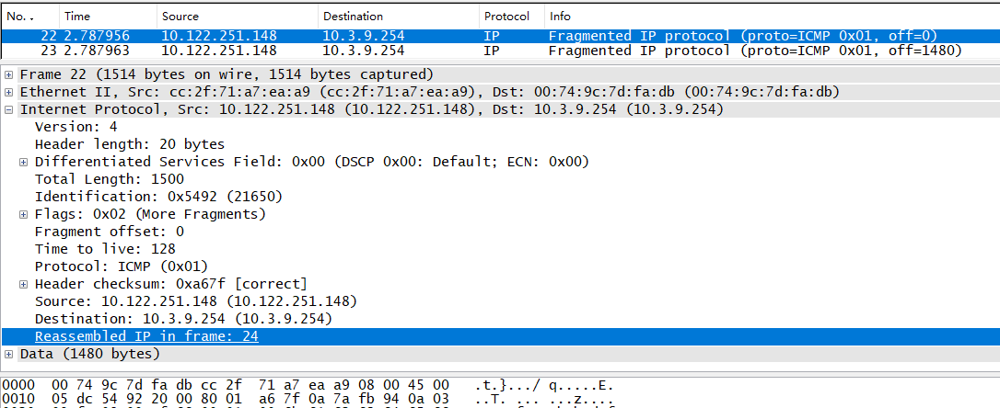 No. . Time Source Destination Protocol Info
22 2.787956 10.122.251.148 10.3.9.254 IP Fragmented IP protocol (proto=ICMP 0x01, off=0)
23 2.787963 10.122.251.148 10.3.9.254 IP Fragmented IP protocol (proto=ICMP 0x01, off=1480)
Frame 22 (1514 bytes on wire, 1514 bytes captured)
Ethernet II, Src: cc:2f:71:a7:ea:a9 (cc:2f:71:a7:ea:a9), Dst: 00:74:9c:7d:fa:db (00:74:9c:7d:fa:db)
Internet Protocol, Src: 10.122.251.148 (10.122.251.148), Dst: 10.3.9.254 (10.3.9.254)
Version: 4
Header length: 20 bytes
Differentiated Services Field: 0x00 (DSCP 0x00: Default; ECN: 0x00)
Total Length: 1500
Identification: 0x5492 (21650)
Flags: 0x02 (More Fragments)
Fragment offset: 0
Time to live: 128
Protocol: ICMP (0x01)
Header checksum: 0xa67f [correct]
Source: 10.122.251.148 (10.122.251.148)
Destination: 10.3.9.254 (10.3.9.254)
Reassembled IP in frame: 24
Data (1480 bytes)
0000 00 74 9c 7d fa db cc 2f 71 a7 ea a9 08 00 45 00 .t.}.../ q.....E.
0010 05 dc 54 92 20 00 80 01 a6 7f 0a 7a fb 94 0a 03 ..T. ... ...z....